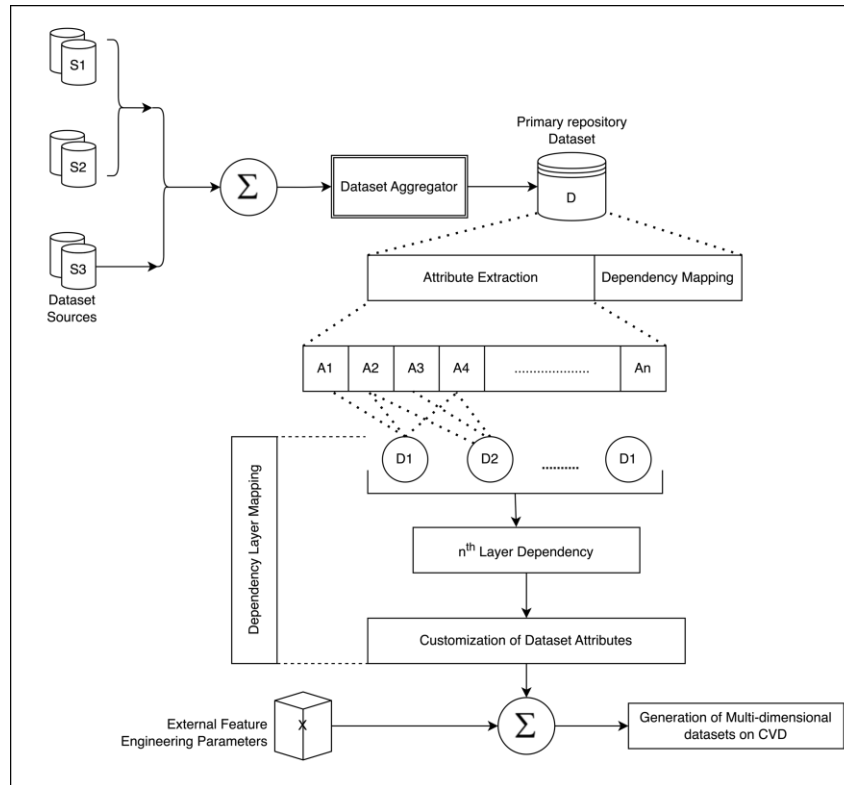 S1
S2
S3
Dataset
Sources
Σ
Dataset Aggregator
Primary repository
Dataset
D
Attribute Extraction
Dependency Mapping
A1 A2 A3 A4 ..................... An
Dependency Layer Mapping
D1 D2 .......... D1
nth Layer Dependency
Customization of Dataset Attributes
External Feature
Engineering Parameters
X
Σ
Generation of Multi-dimensional
datasets on CVD